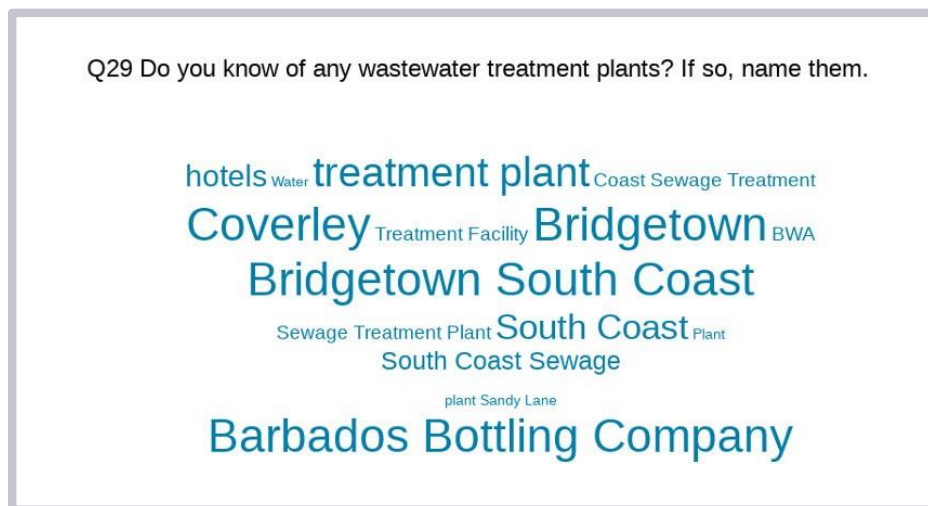 Q29 Do you know of any wastewater treatment plants? If so, name them.
hotels Water treatment plant Coast Sewage Treatment
Coverley Treatment Facility Bridgetown BWA
Bridgetown South Coast
Sewage Treatment Plant South Coast Plant
South Coast Sewage
plant Sandy Lane
Barbados Bottling Company